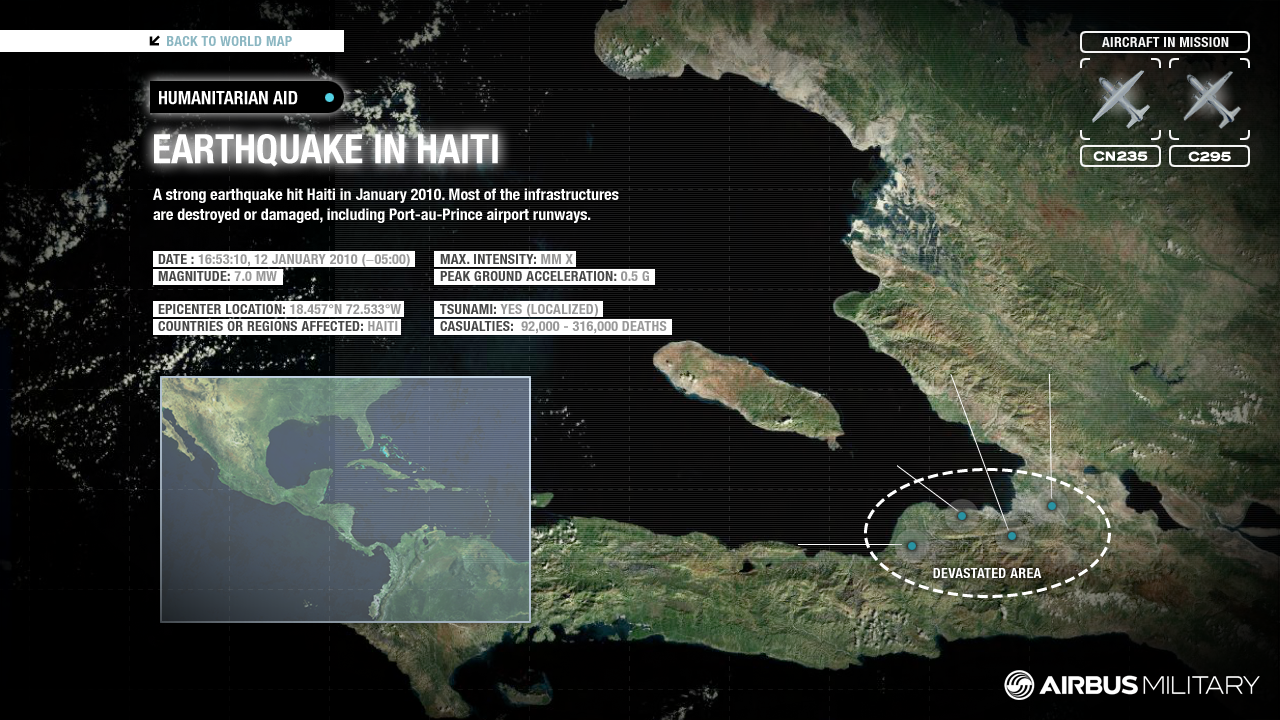 BACK TO WORLD MAP
AIRCRAFT IN MISSION
CN235
C295
HUMANITARIAN AID
EARTHQUAKE IN HAITI
A strong earthquake hit Haiti in January 2010. Most of the infrastructures
are destroyed or damaged, including Port-au-Prince airport runways.
DATE : 16:53:10, 12 JANUARY 2010 (−05:00)
MAGNITUDE: 7.0 MW
MAX. INTENSITY: MM X
PEAK GROUND ACCELERATION: 0.5 G
EPICENTER LOCATION: 18.457°N 72.533°W
COUNTRIES OR REGIONS AFFECTED: HAITI
TSUNAMI: YES (LOCALIZED)
CASUALTIES: 92,000 - 316,000 DEATHS
DEVASTATED AREA
AIRBUS MILITARY